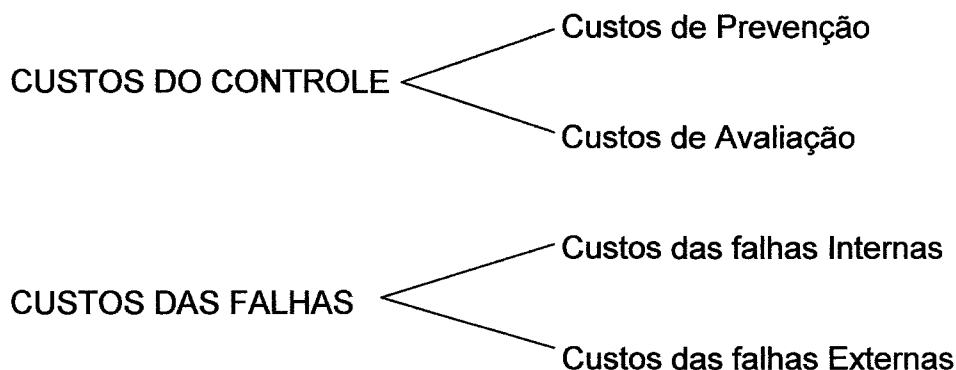 Custos de Prevenção
CUSTOS DO CONTROLE
Custos de Avaliação
Custos das falhas Internas
CUSTOS DAS FALHAS
Custos das falhas Externas